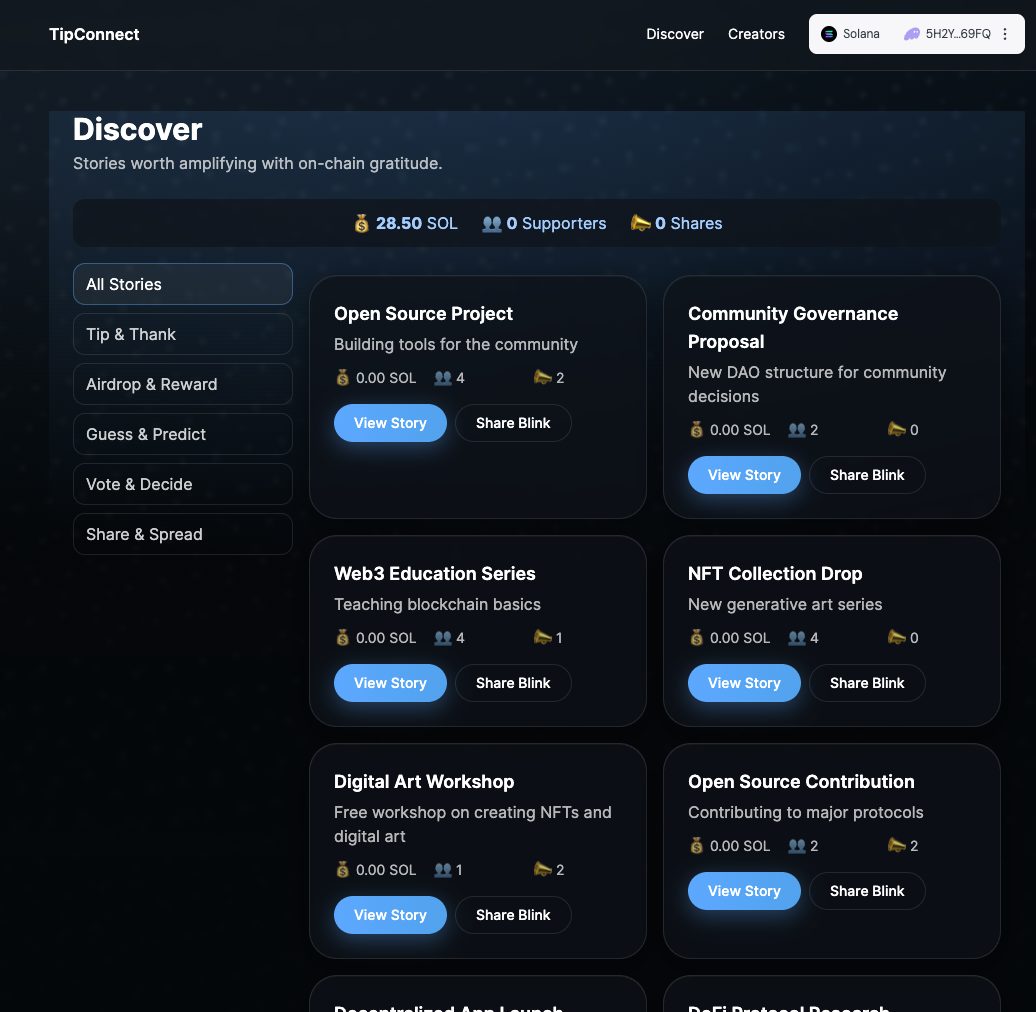 TipConnect
Discover
Creators
Solana
5H2Y...69FQ
Discover
Stories worth amplifying with on-chain gratitude.
28.50 SOL 0 Supporters 0 Shares
All Stories
Tip & Thank
Airdrop & Reward
Guess & Predict
Vote & Decide
Share & Spread
Open Source Project
Building tools for the community
0.00 SOL 4 2
View Story Share Blink
Community Governance
Proposal
New DAO structure for community
decisions
0.00 SOL 2 0
View Story Share Blink
Web3 Education Series
Teaching blockchain basics
0.00 SOL 4 1
View Story Share Blink
NFT Collection Drop
New generative art series
0.00 SOL 4 0
View Story Share Blink
Digital Art Workshop
Free workshop on creating NFTs and
digital art
0.00 SOL 1 2
View Story Share Blink
Open Source Contribution
Contributing to major protocols
0.00 SOL 2 2
View Story Share Blink
Decentralized App Launch
DeFi Protocol Research